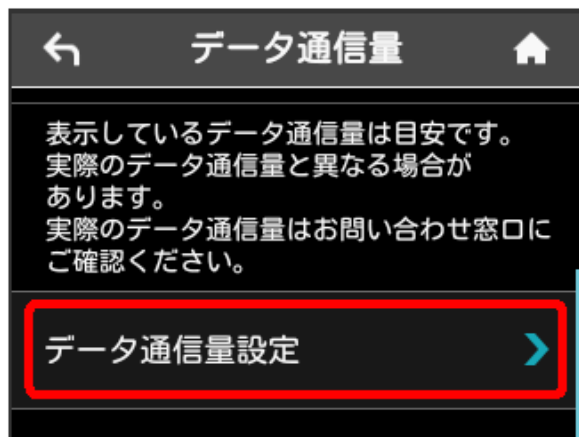 データ通信量
表示しているデータ通信量は目安です。
実際のデータ通信量と異なる場合が
あります。
実際のデータ通信量はお問い合わせ窓口に
ご確認ください。
データ通信量設定